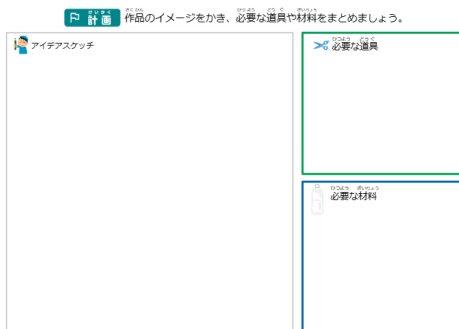 計画 作品のイメージをかき、必要な道具や材料をまとめましょう。
アイデアスケッチ
必要な道具
必要な材料